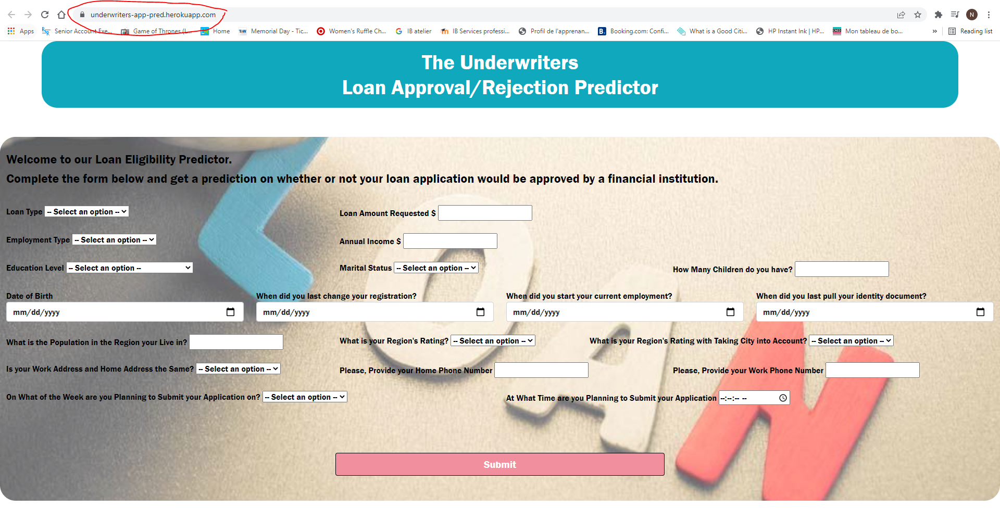 underwriters-app-pred.herokuapp.com
N
Apps Senior Account Exe... Game of Thrones (L... Home T&W Memorial Day - Tic... Women's Ruffle Ch... IB atelier IB Services professi... Profil de l'apprenan... B. Booking.com: Confi... What is a Good Citi... HP Instant Ink | HP... CNED Mon tableau de bo... » Reading list
The Underwriters
Loan Approval/Rejection Predictor
Welcome to our Loan Eligibility Predictor.
Complete the form below and get a prediction on whether or not your loan application would be approved by a financial institution.
Loan Type -- Select an option -- Loan Amount Requested $
Employment Type -- Select an option -- Annual Income $
Education Level -- Select an option -- Marital Status -- Select an option -- How Many Children do you have?
Date of Birth When did you last change your registration? When did you start your current employment? When did you last pull your identity document?
mm/dd/yyyy mm/dd/yyyy mm/dd/yyyy mm/dd/yyyy
What is the Population in the Region your Live in? What is your Region's Rating? -- Select an option -- What is your Region's Rating with Taking City into Account? -- Select an option --
Is your Work Address and Home Address the Same? -- Select an option -- Please, Provide your Home Phone Number Please, Provide your Work Phone Number
On What of the Week are you Planning to Submit your Application on? -- Select an option -- At What Time are you Planning to Submit your Application --:--:-- --
Submit
LOAN